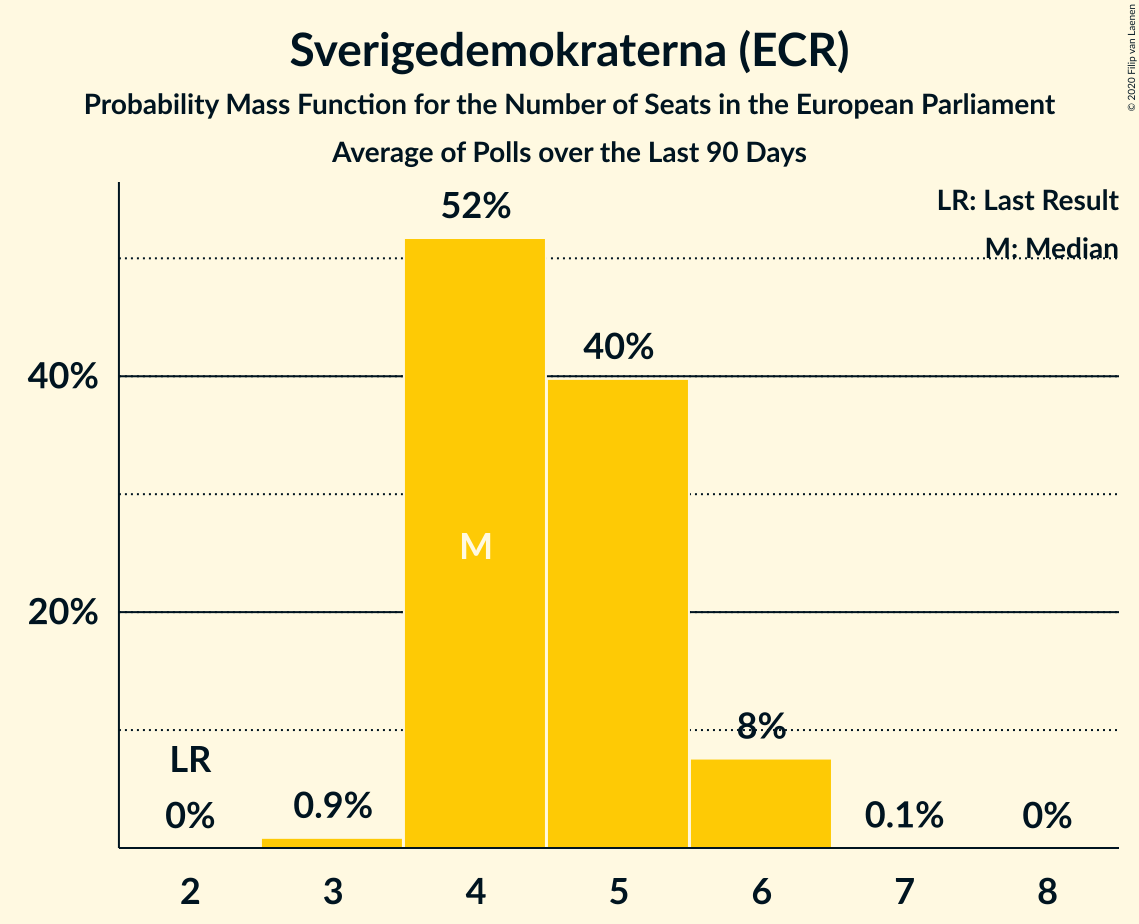 Sverigedemokraterna (ECR)
Probability Mass Function for the Number of Seats in the European Parliament
Average of Polls over the Last 90 Days
© 2020 Filip van Laenen
LR: Last Result
M: Median
52%
40%
40%
M
20%
8%
LR
0%
0.9%
0.1%
0%
2 3 4 5 6 7 8